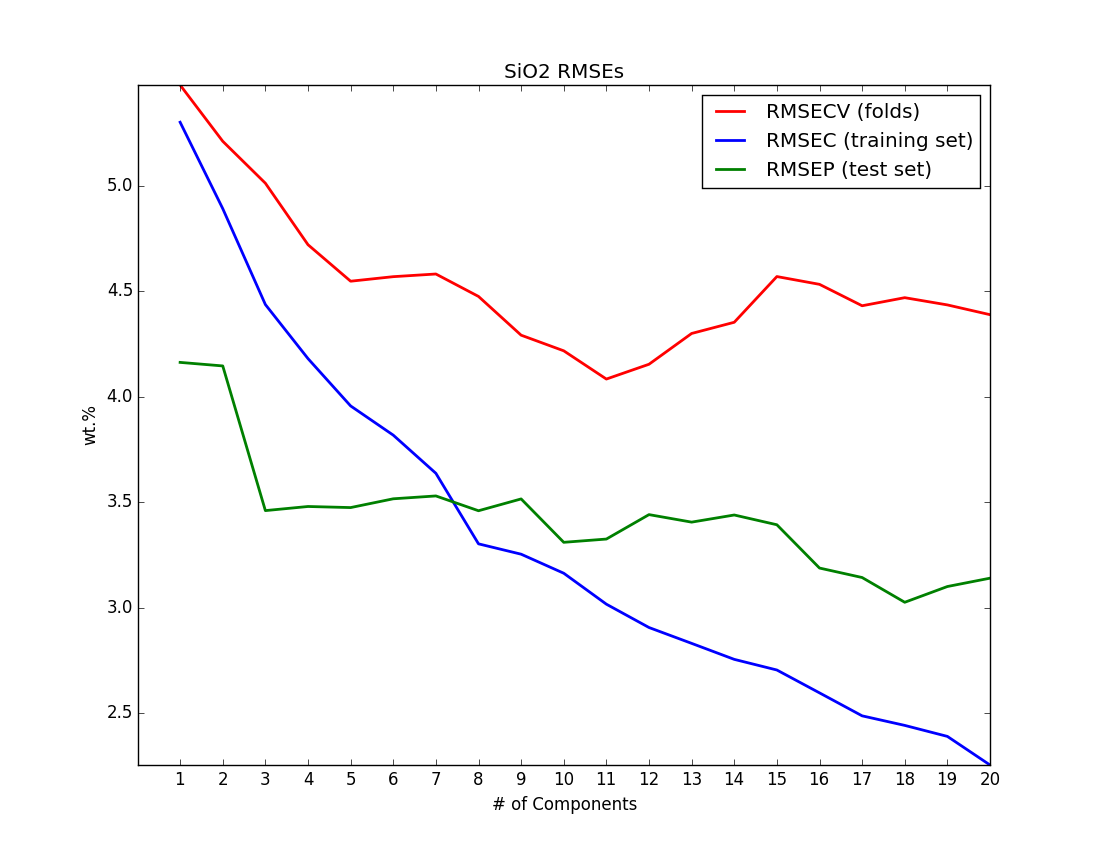 SiO2 RMSEs
RMSECV (folds)
RMSEC (training set)
RMSEP (test set)
5.0
4.5
4.0
3.5
3.0
2.5
wt.%
1 2 3 4 5 6 7 8 9 10 11 12 13 14 15 16 17 18 19 20
# of Components